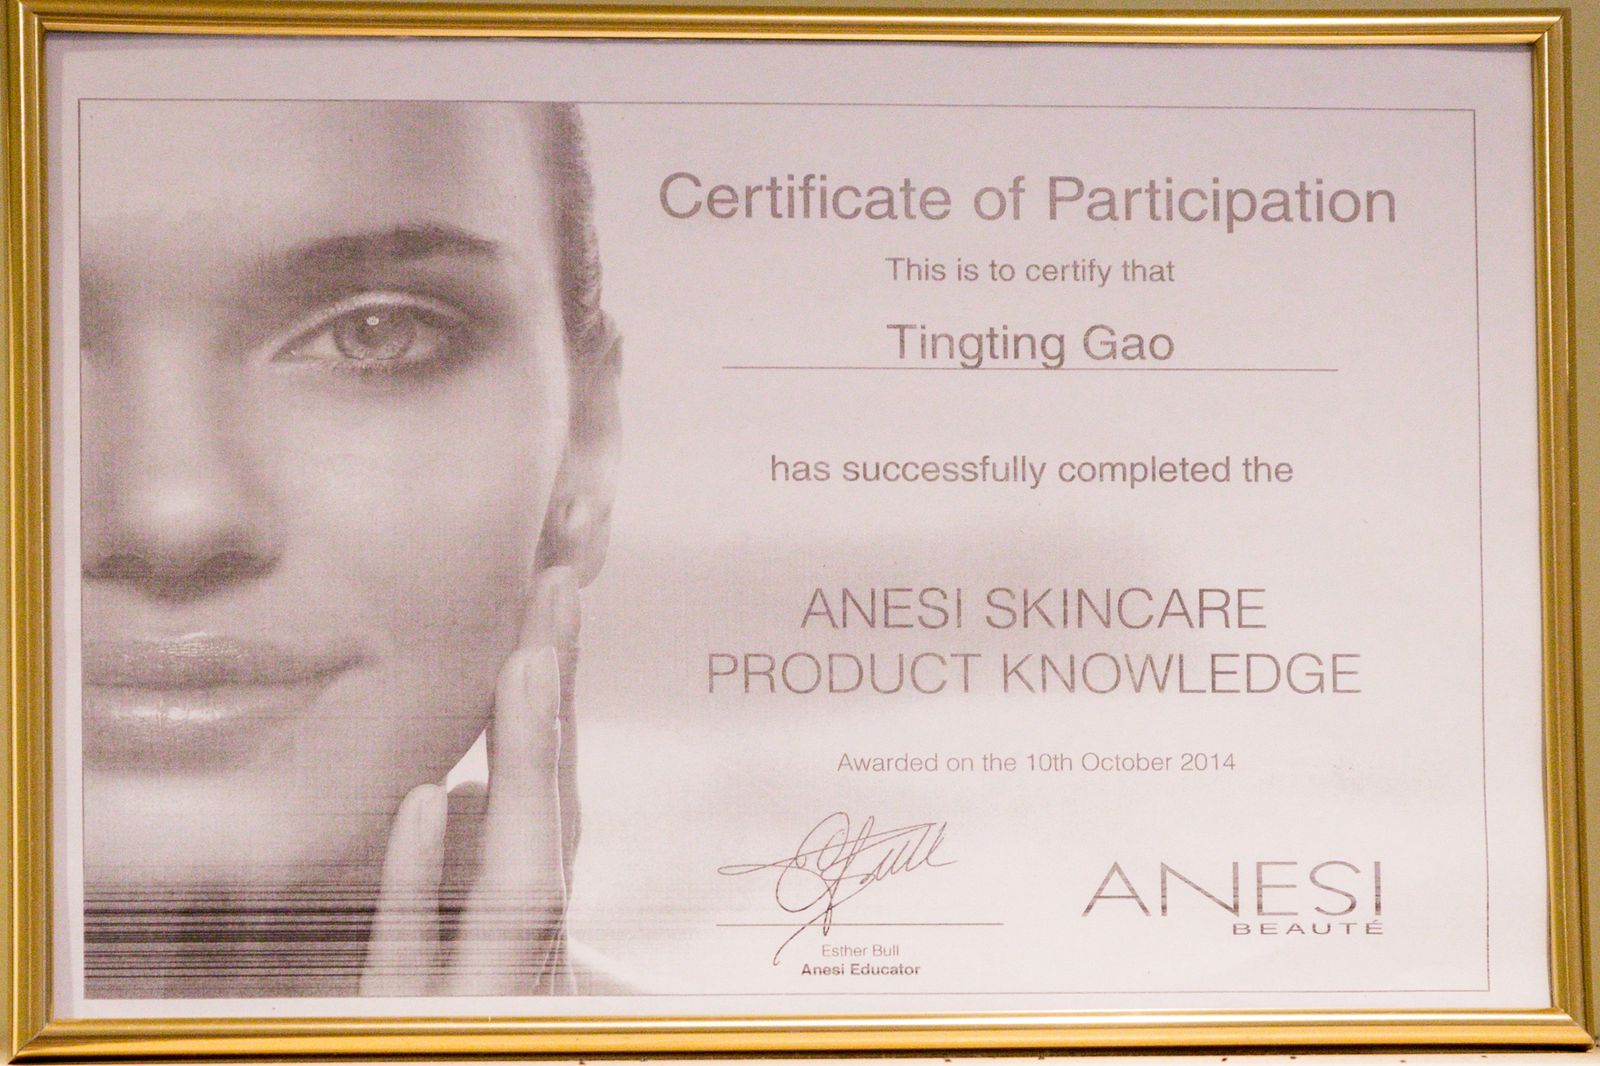 Certificate of Participation
This is to certify that
Tingting Gao
has successfully completed the
ANESI SKINCARE
PRODUCT KNOWLEDGE
Awarded on the 10th October 2014
Esther Bull
Anesi Educator
ANESI
BEAUTÉ